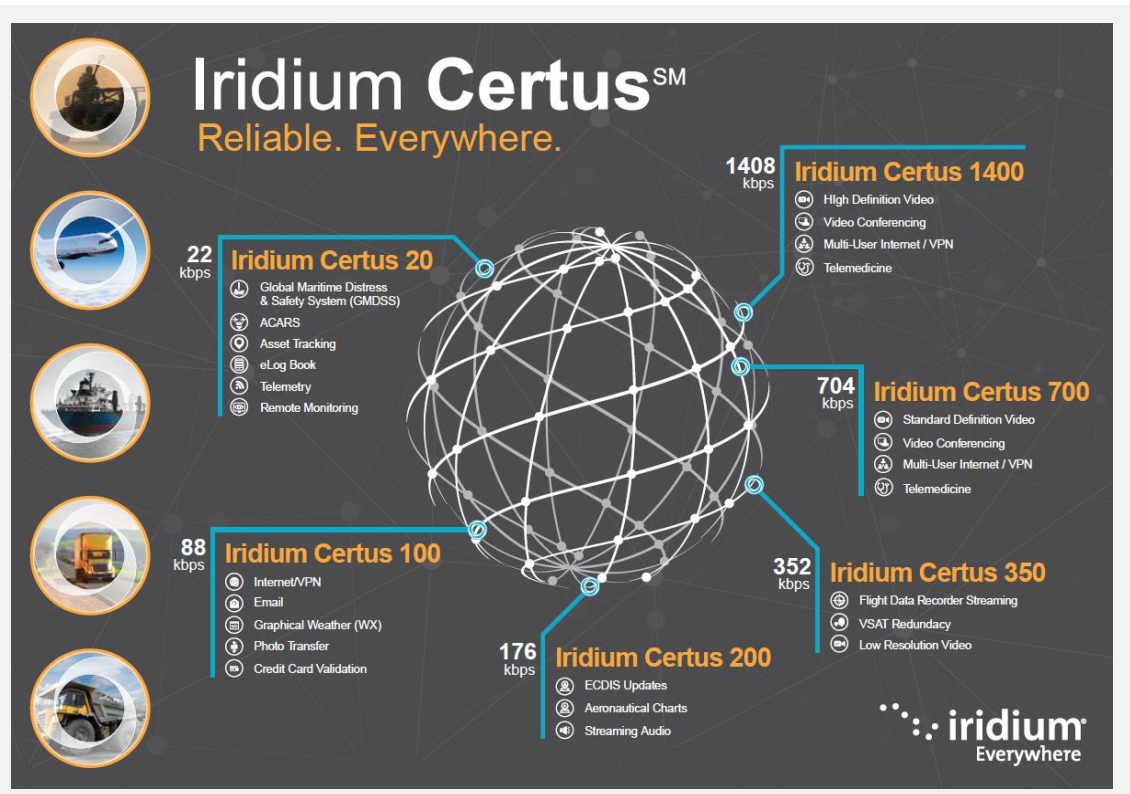 Iridium Certus℠
Reliable. Everywhere.
22
kbps
Iridium Certus 20
Global Maritime Distress
& Safety System (GMDSS)
ACARS
Asset Tracking
eLog Book
Telemetry
Remote Monitoring
88
kbps
Iridium Certus 100
Internet/VPN
Email
Graphical Weather (WX)
Photo Transfer
Credit Card Validation
176
kbps
Iridium Certus 200
ECDIS Updates
Aeronautical Charts
Streaming Audio
352
kbps
Iridium Certus 350
Flight Data Recorder Streaming
VSAT Redundacy
Low Resolution Video
704
kbps
Iridium Certus 700
Standard Definition Video
Video Conferencing
Multi-User Internet / VPN
Telemedicine
1408
kbps
Iridium Certus 1400
HIgh Definition Video
Video Conferencing
Multi-User Internet / VPN
Telemedicine
iridium®
Everywhere